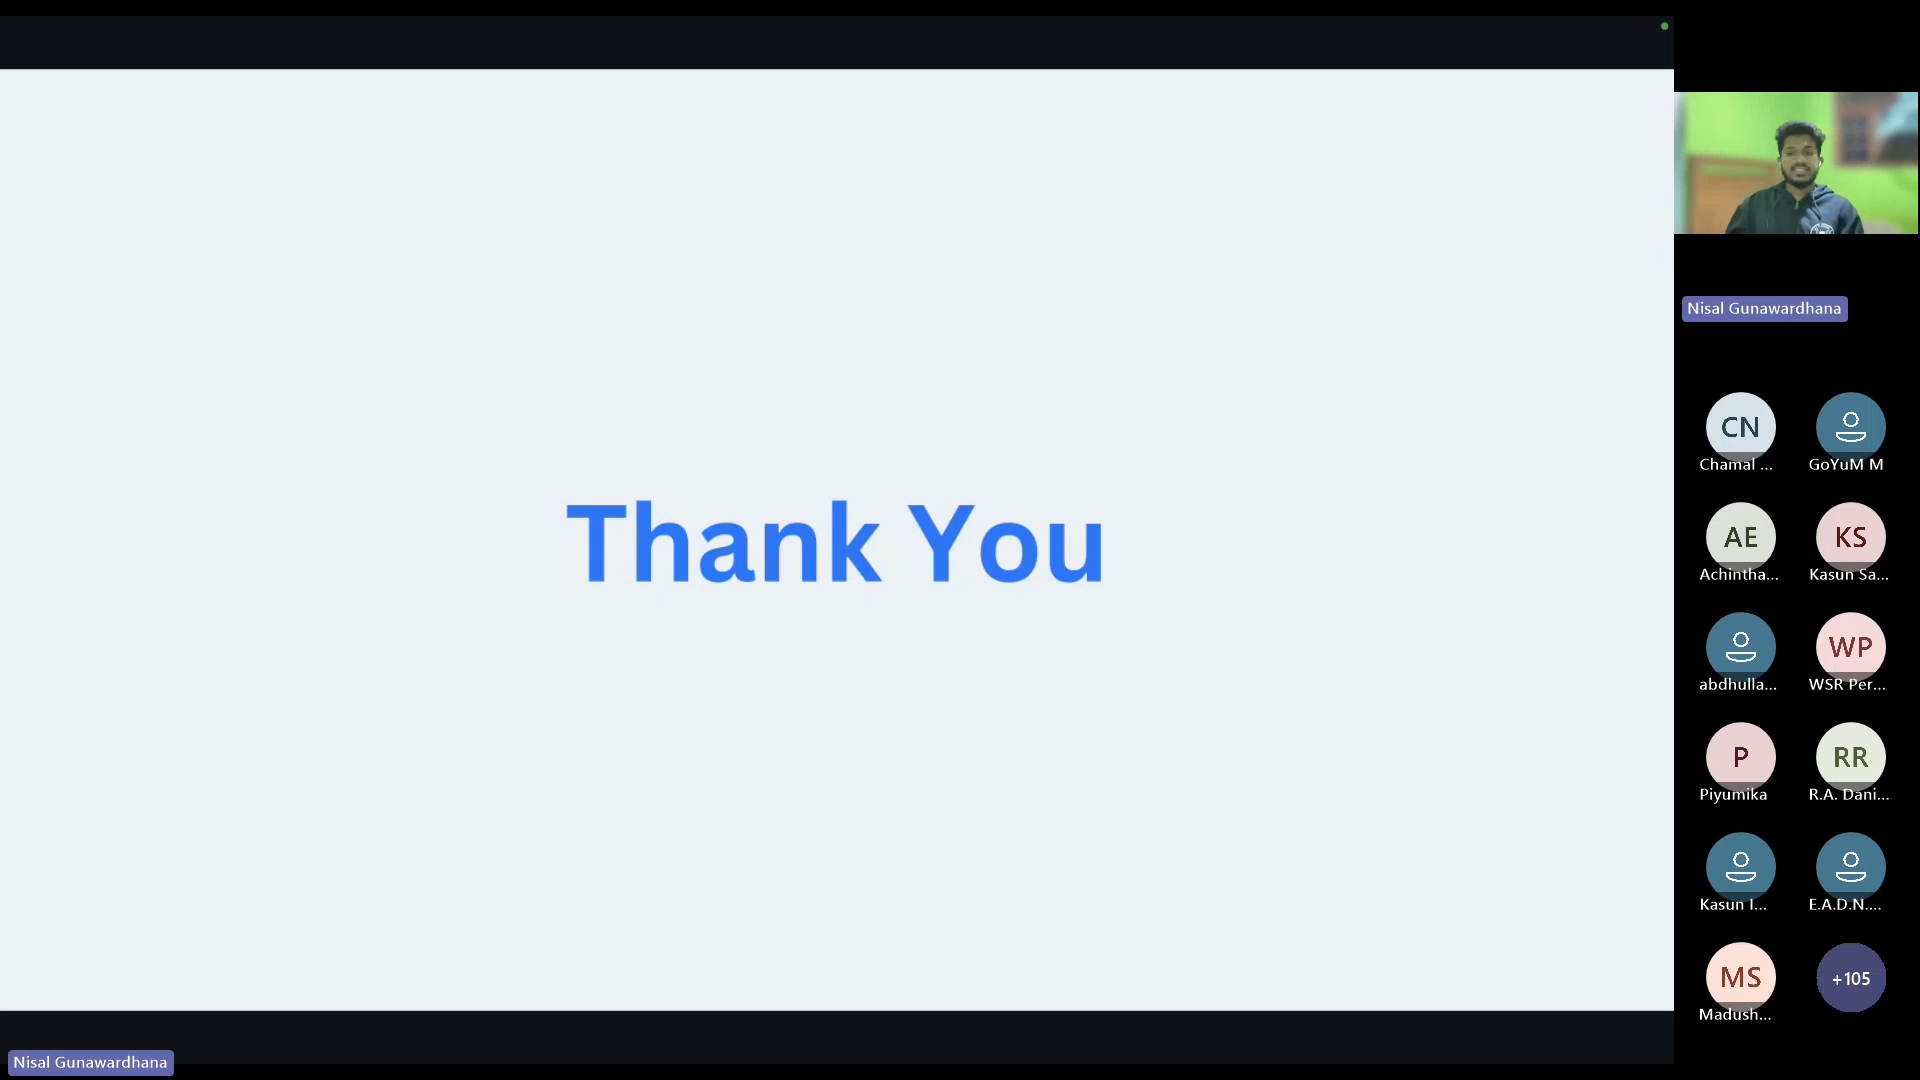 Thank You
Nisal Gunawardhana
Nisal Gunawardhana
CN
Chamal ...
GoYuM M
AE
Achintha...
KS
Kasun Sa...
abdhulla...
WP
WSR Per...
P
Piyumika
RR
R.A. Dani...
Kasun I...
E.A.D.N....
MS
Madush...
+105